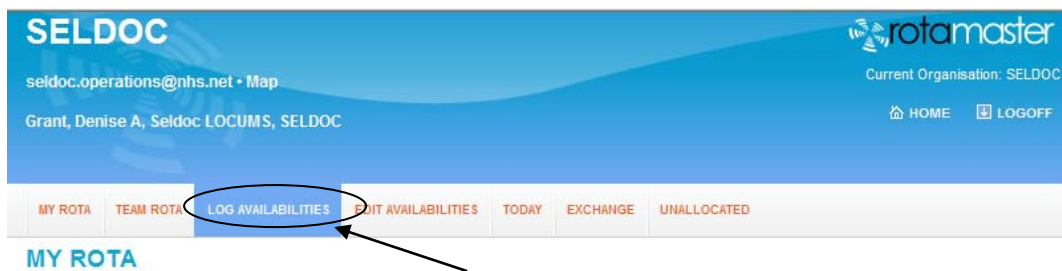 SELDOC
rotamaster
seldoc.operations@nhs.net • Map
Current Organisation: SELDOC
Grant, Denise A, Seldoc LOCUMS, SELDOC
HOME LOGOFF
MY ROTA TEAM ROTA LOG AVAILABILITIES EDIT AVAILABILITIES TODAY EXCHANGE UNALLOCATED
MY ROTA